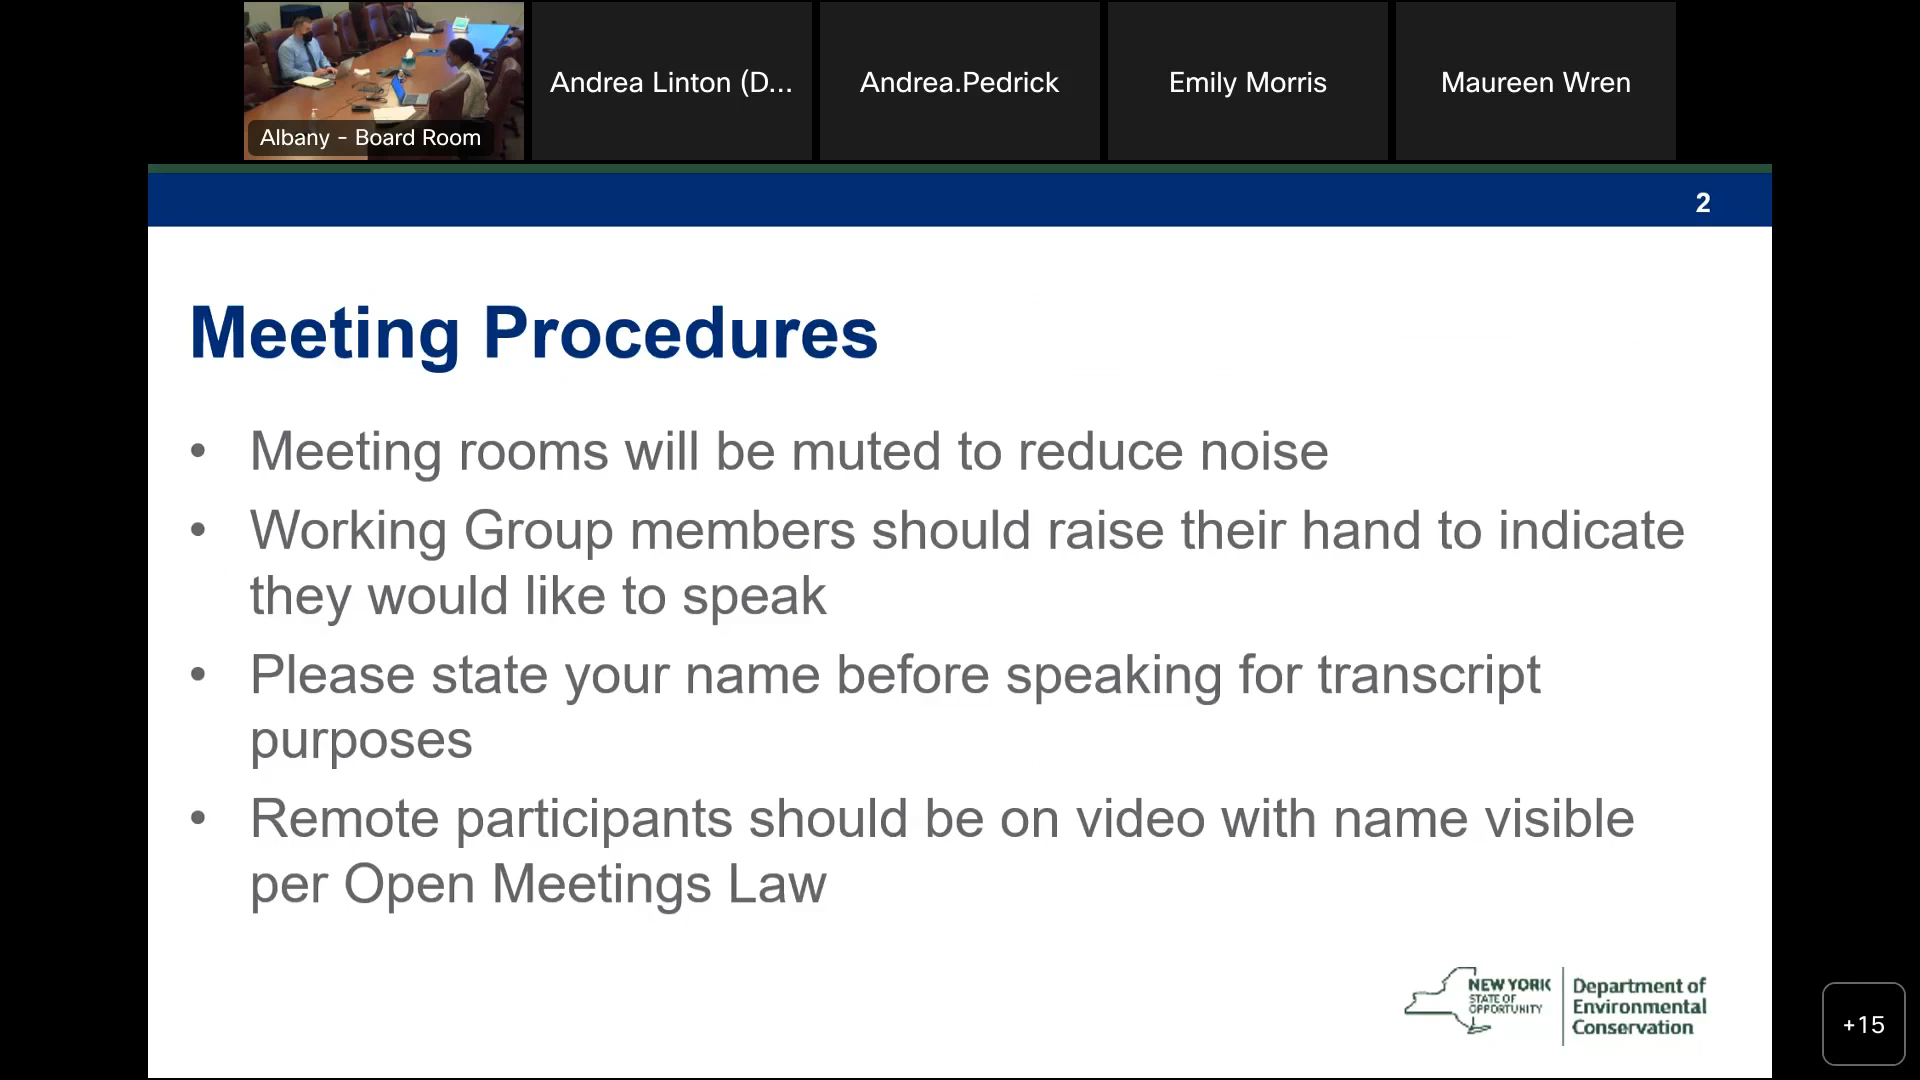 Albany - Board Room
Andrea Linton (D...
Andrea.Pedrick
Emily Morris
Maureen Wren
2
Meeting Procedures
• Meeting rooms will be muted to reduce noise
• Working Group members should raise their hand to indicate
they would like to speak
• Please state your name before speaking for transcript
purposes
• Remote participants should be on video with name visible
per Open Meetings Law
NEW YORK
STATE OF
OPPORTUNITY
Department of
Environmental
Conservation
+15